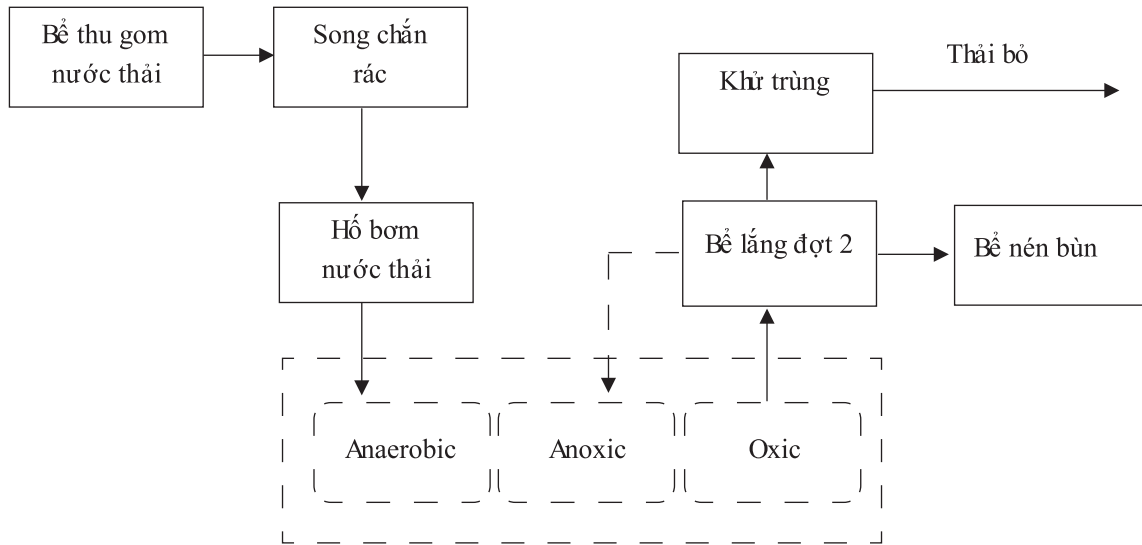 Bể thu gom
nước thải
Song chắn
rác
Hố bơm
nước thải
Anaerobic
Anoxic
Oxic
Bể lắng đợt 2
Bể nén bùn
Khử trùng
Thải bỏ